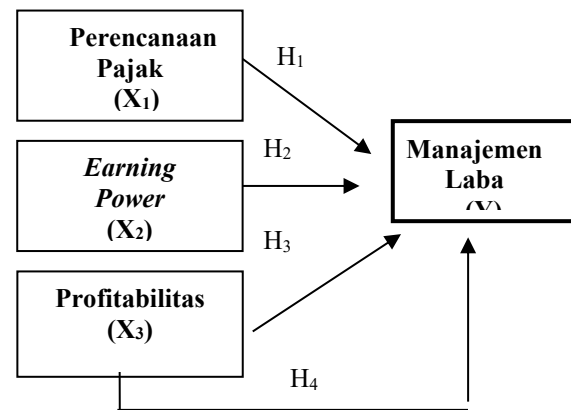 Perencanaan
Pajak
(X₁)
H₁
Earning
Power
(X₂)
H₂
Manajemen
Laba
(Y)
H₃
Profitabilitas
(X₃)
H₄